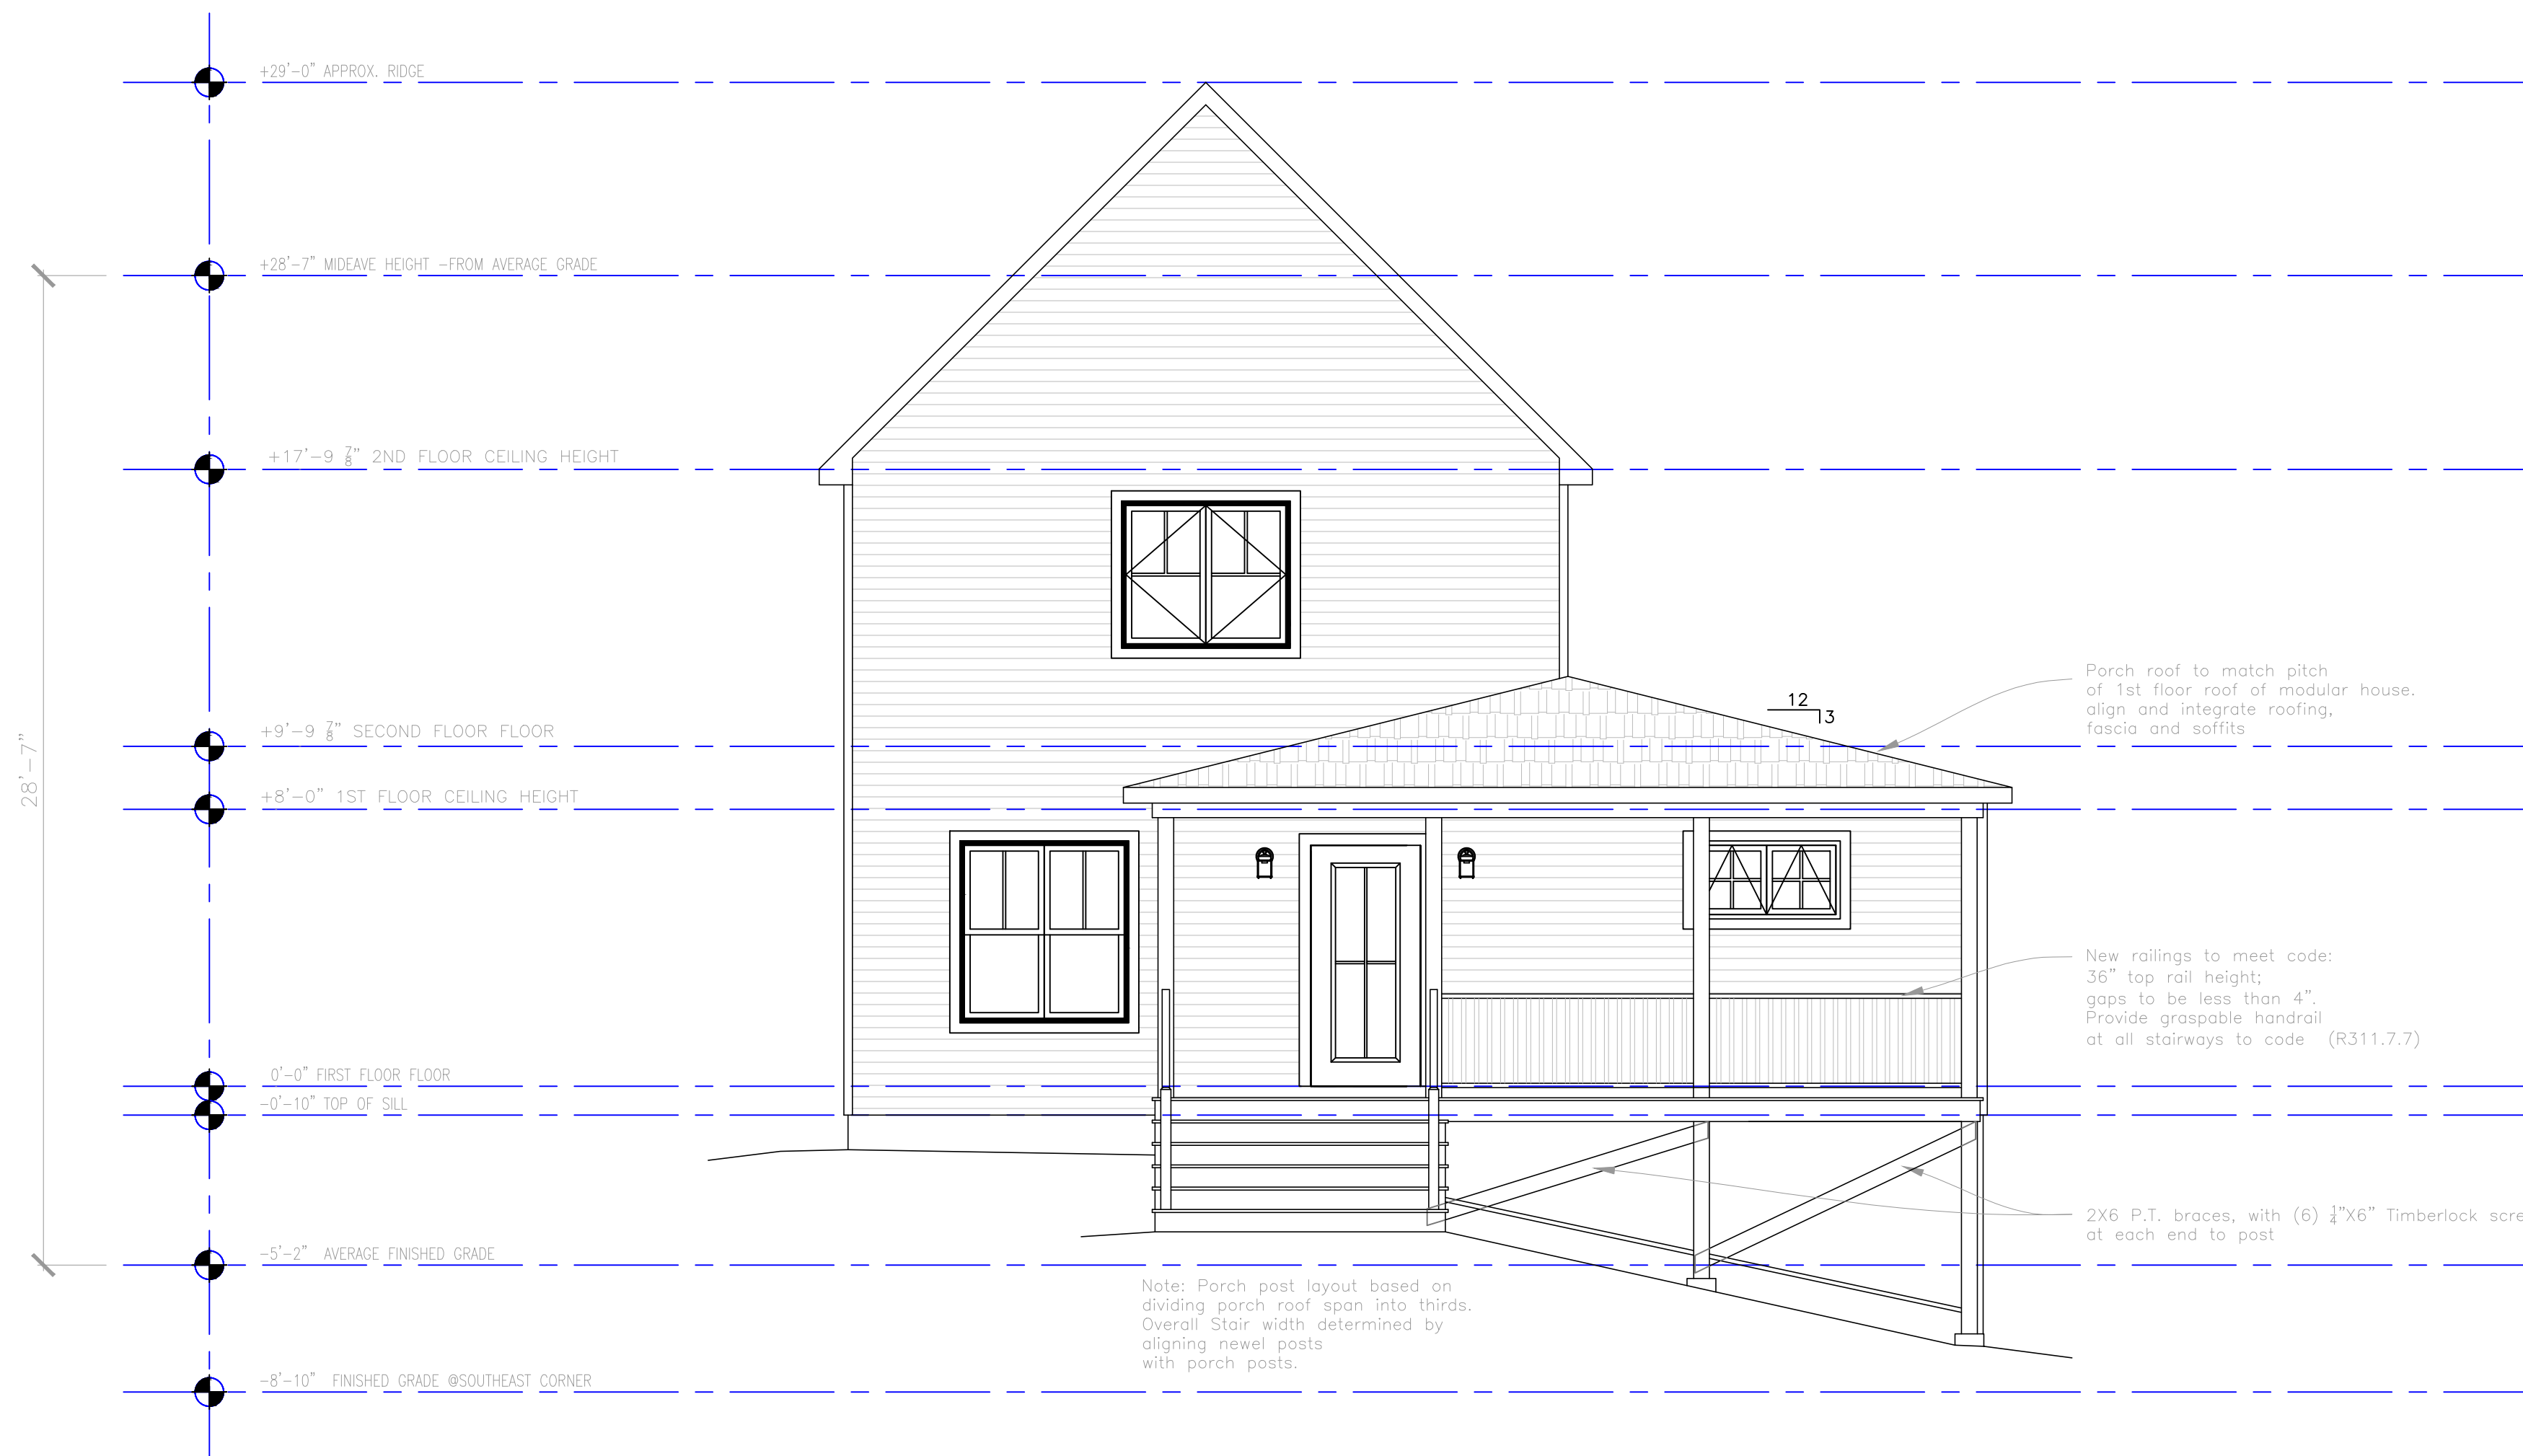 +29'-0" APPROX. RIDGE
+28'-7" MIDEAVE HEIGHT -FROM AVERAGE GRADE
+17'-9 7/8" 2ND FLOOR CEILING HEIGHT
+9'-9 7/8" SECOND FLOOR FLOOR
+8'-0" 1ST FLOOR CEILING HEIGHT
0'-0" FIRST FLOOR FLOOR
-0'-10" TOP OF SILL
-5'-2" AVERAGE FINISHED GRADE
-8'-10" FINISHED GRADE @SOUTHEAST CORNER
28'-7"
12
3
Porch roof to match pitch
of 1st floor roof of modular house.
align and integrate roofing,
fascia and soffits
New railings to meet code:
36" top rail height;
gaps to be less than 4".
Provide graspable handrail
at all stairways to code (R311.7.7)
2X6 P.T. braces, with (6) 1/4"X6" Timberlock scre
at each end to post
Note: Porch post layout based on
dividing porch roof span into thirds.
Overall Stair width determined by
aligning newel posts
with porch posts.